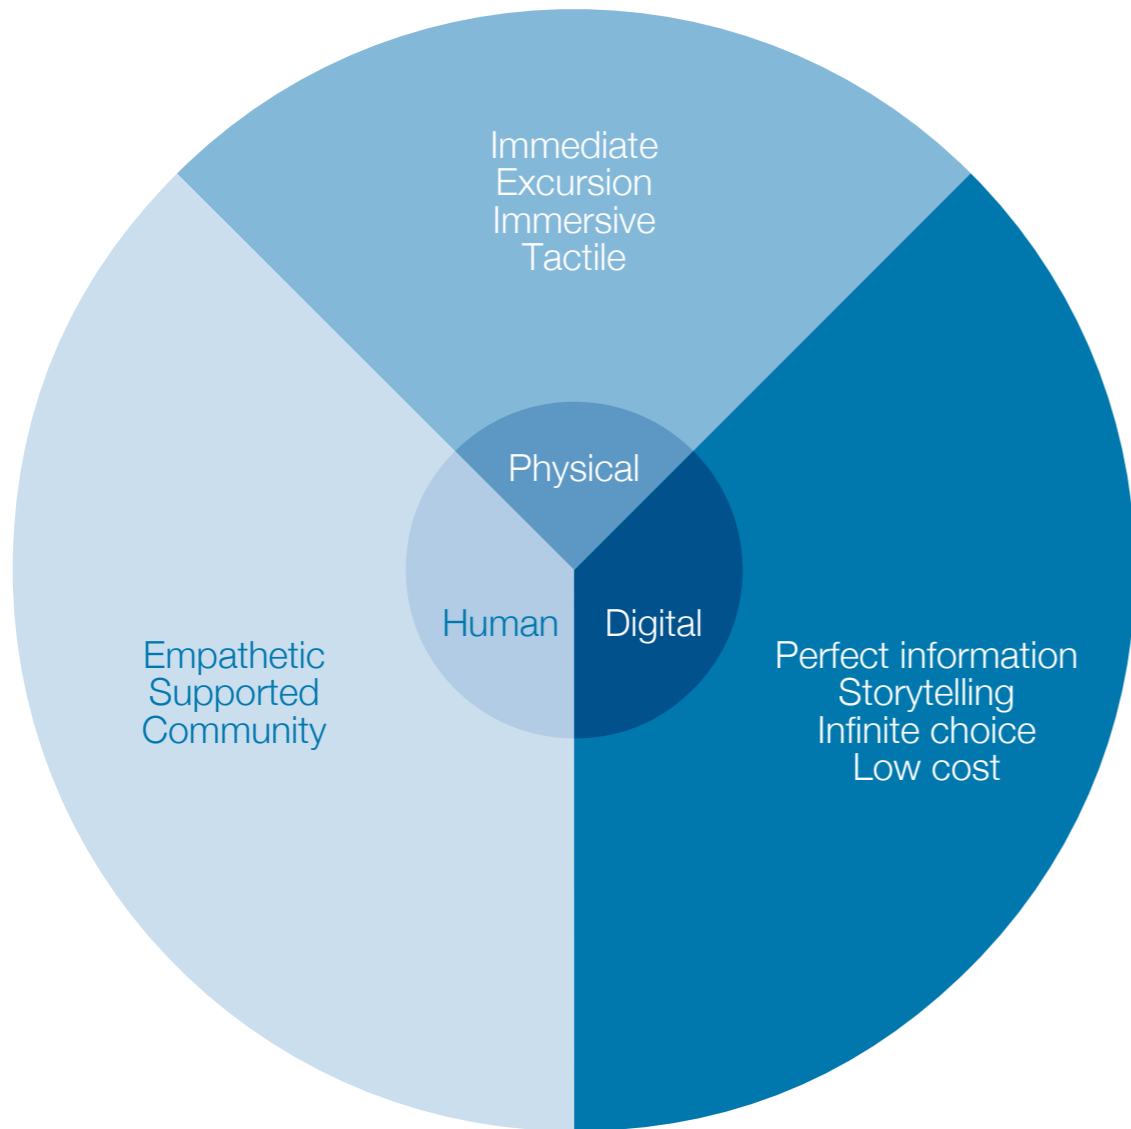 Immediate
Excursion
Immersive
Tactile
Physical
Human
Digital
Empathetic
Supported
Community
Perfect information
Storytelling
Infinite choice
Low cost